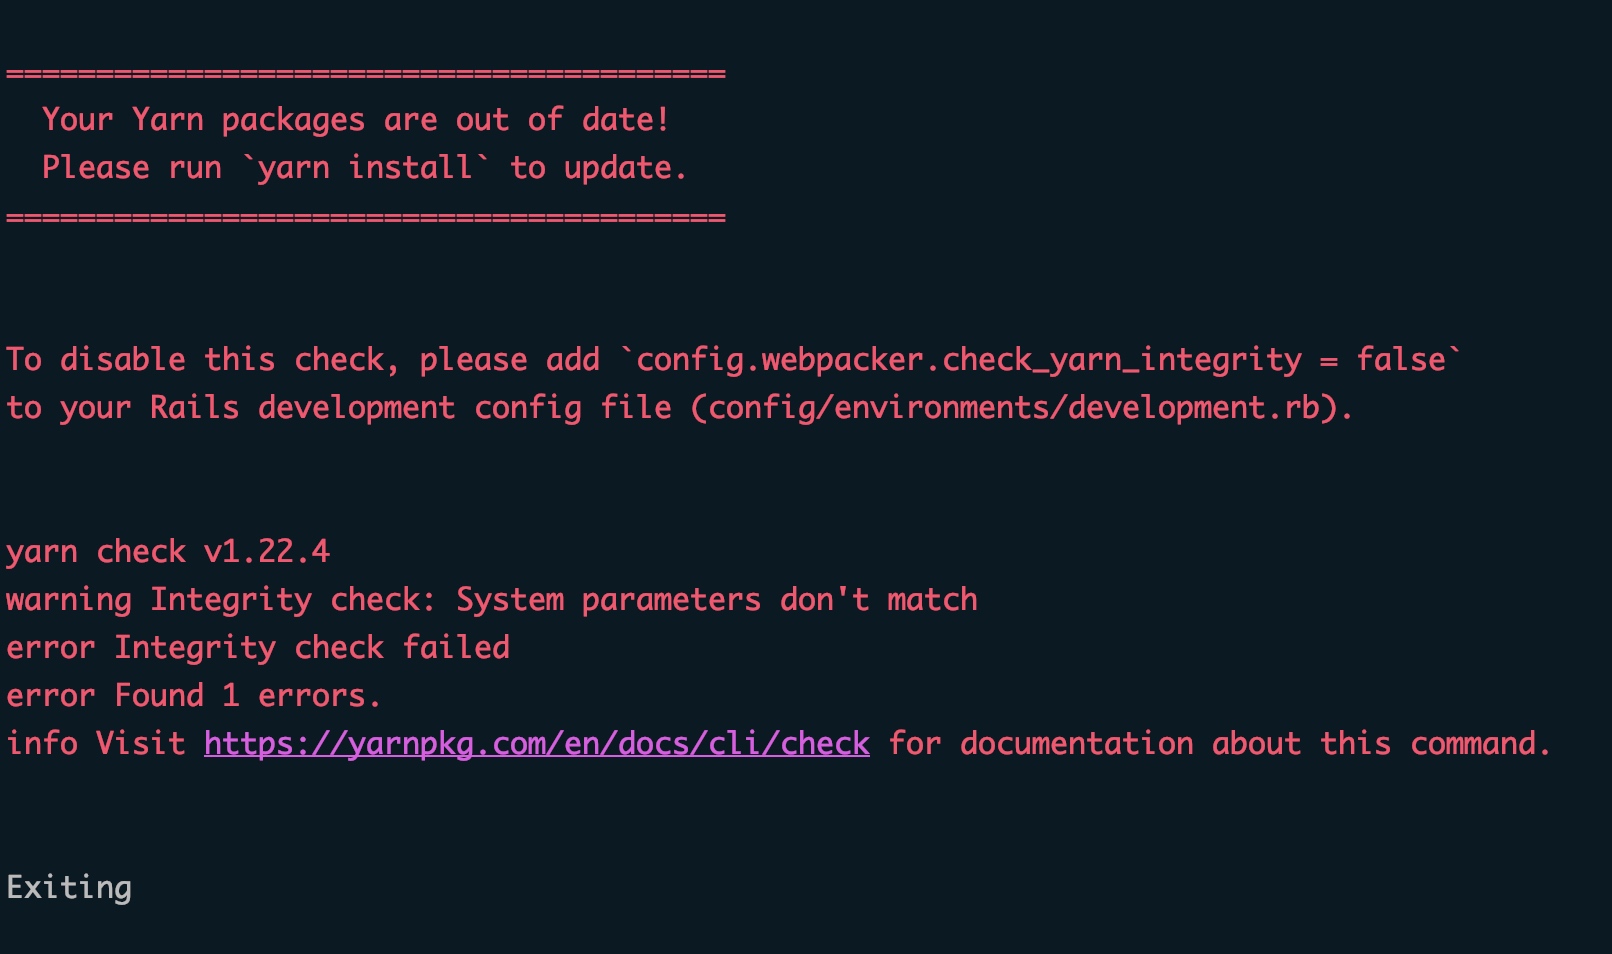 ========================================
  Your Yarn packages are out of date!
  Please run `yarn install` to update.
========================================
To disable this check, please add `config.webpacker.check_yarn_integrity = false`
to your Rails development config file (config/environments/development.rb).
yarn check v1.22.4
warning Integrity check: System parameters don't match
error Integrity check failed
error Found 1 errors.
info Visit https://yarnpkg.com/en/docs/cli/check for documentation about this command.
Exiting